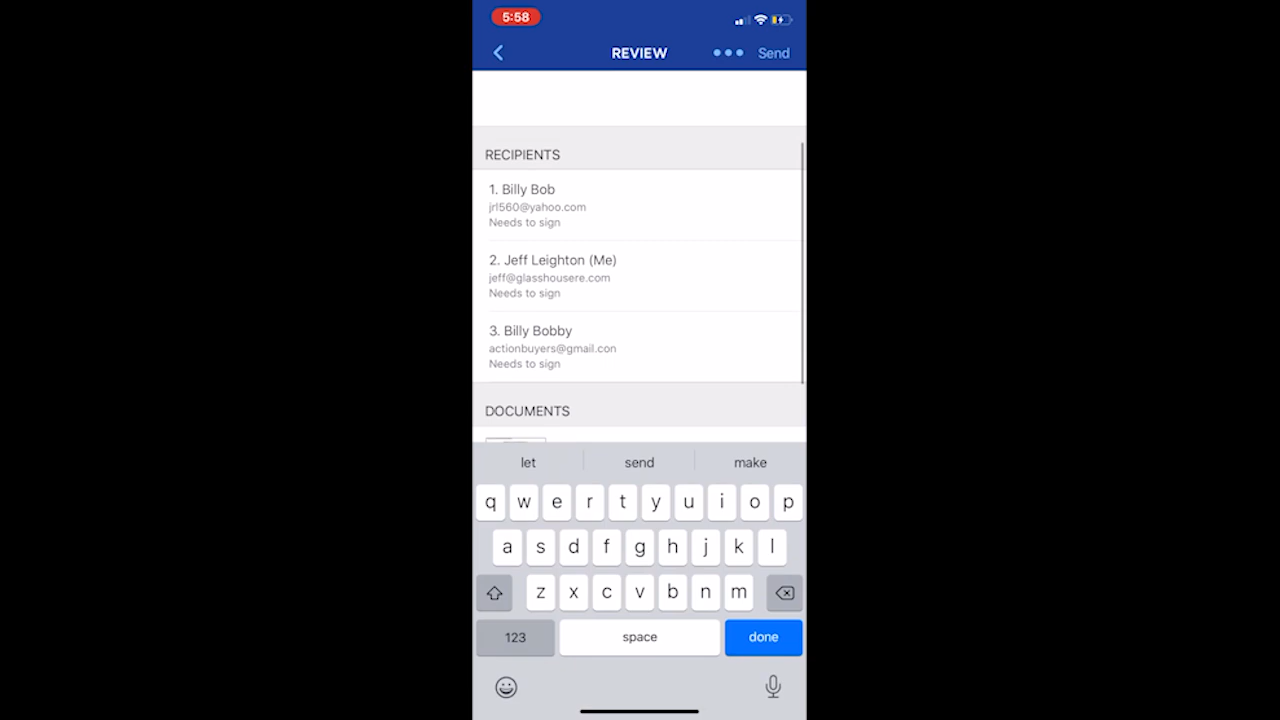 5:58
REVIEW
Send
RECIPIENTS
1. Billy Bob
jrl560@yahoo.com
Needs to sign
2. Jeff Leighton (Me)
jeff@glasshousere.com
Needs to sign
3. Billy Bobby
actionbuyers@gmail.con
Needs to sign
DOCUMENTS
let send make
q w e r t y u i o p
a s d f g h j k l
z x c v b n m
123 space done